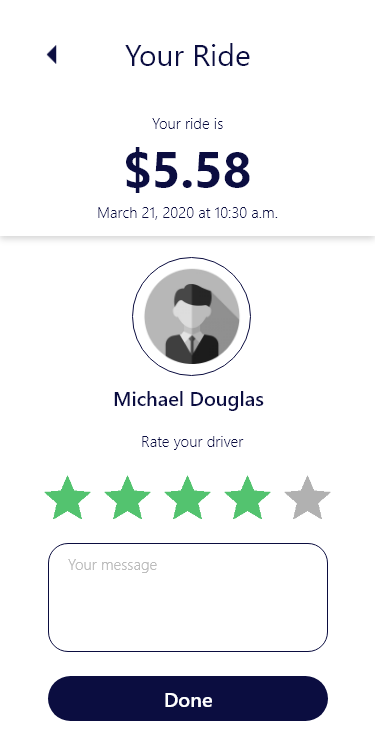 Your Ride
Your ride is
$5.58
March 21, 2020 at 10:30 a.m.
Michael Douglas
Rate your driver
Your message
Done